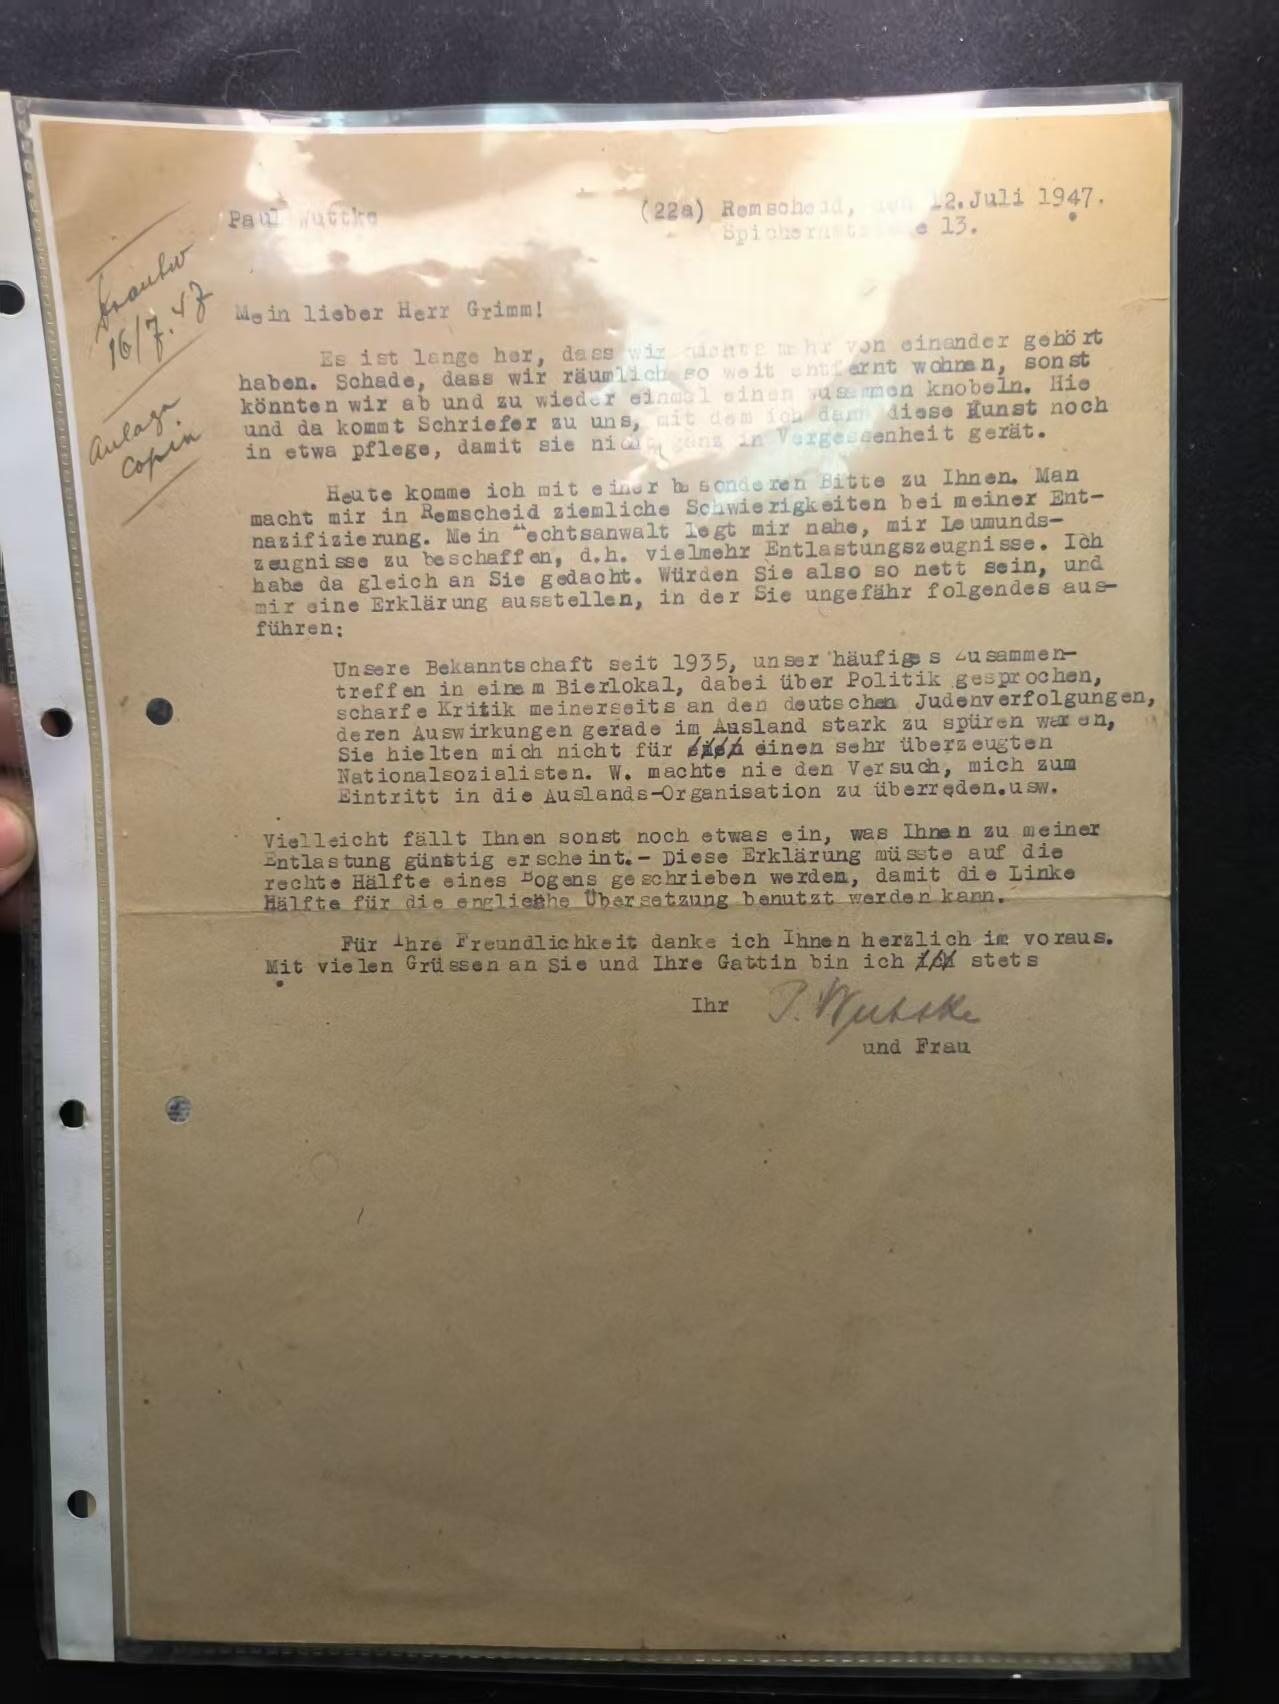 Paul Wuttke
(22a) Remscheid, den 12.Juli 1947.
Spichernstrasse 13.
16/7.47
Anlage
Copie
Mein lieber Herr Grimm!
Es ist lange her, dass wir nichts mehr von einander gehört
haben. Schade, dass wir räumlich so weit entfernt wohnen, sonst
könnten wir ab und zu wieder einmal einen zusammen knobeln. Hie
und da kommt Schriefer zu uns, mit dem ich dann diese Kunst noch
in etwa pflege, damit sie nicht ganz in Vergessenheit gerät.
Heute komme ich mit einer besonderen Bitte zu Ihnen. Man
macht mir in Remscheid ziemliche Schwierigkeiten bei meiner Ent-
nazifizierung. Mein Rechtsanwalt legt mir nahe, mir Leumunds-
zeugnisse zu beschaffen, d.h. vielmehr Entlastungszeugnisse. Ich
habe da gleich an Sie gedacht. Würden Sie also so nett sein, und
mir eine Erklärung ausstellen, in der Sie ungefähr folgendes aus-
führen:
Unsere Bekanntschaft seit 1935, unser häufiges Zusammen-
treffen in einem Bierlokal, dabei über Politik gesprochen,
scharfe Kritik meinerseits an den deutschen Judenverfolgungen,
deren Auswirkungen gerade im Ausland stark zu spüren waren,
Sie hielten mich nicht für einen sehr überzeugten
Nationalsozialisten. W. machte nie den Versuch, mich zum
Eintritt in die Auslands-Organisation zu überreden.usw.
Vielleicht fällt Ihnen sonst noch etwas ein, was Ihnen zu meiner
Entlastung günstig erscheint.- Diese Erklärung müsste auf die
rechte Hälfte eines Bogens geschrieben werden, damit die Linke
Hälfte für die englische Übersetzung benutzt werden kann.
Für Ihre Freundlichkeit danke ich Ihnen herzlich im voraus.
Mit vielen Grüssen an Sie und Ihre Gattin bin ich stets
Ihr P. Wuttke
und Frau